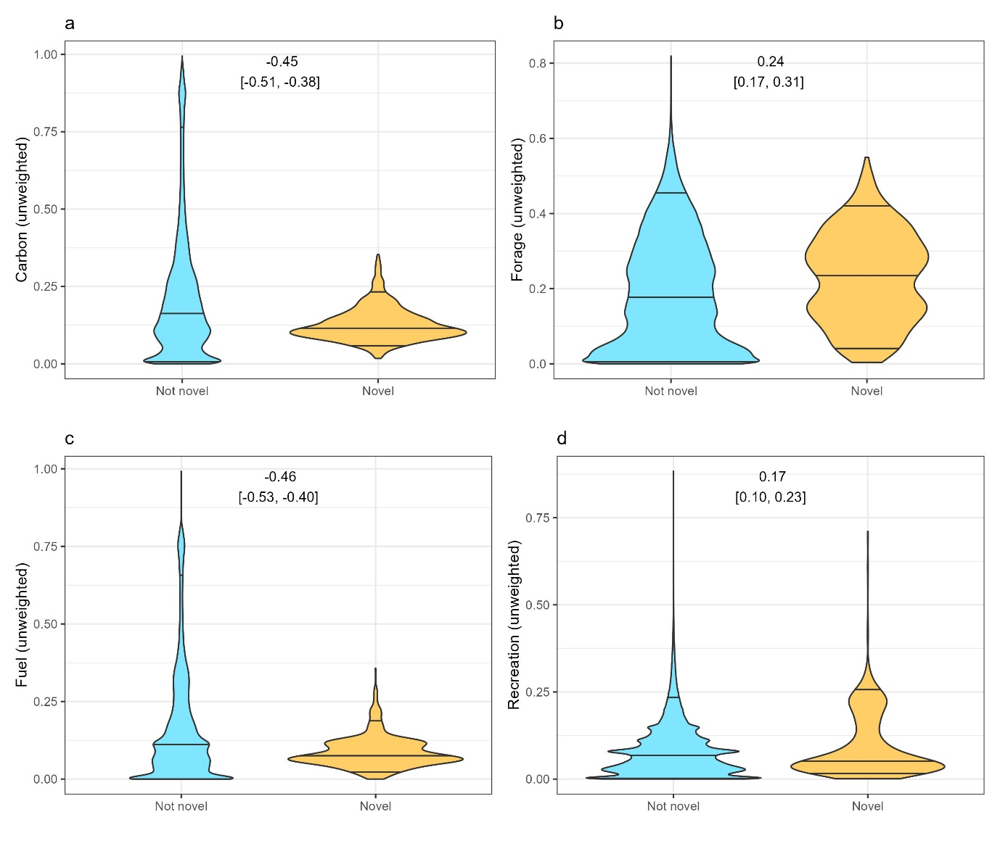 a
-0.45
[-0.51, -0.38]
Carbon (unweighted)
1.00
0.75
0.50
0.25
0.00
Not novel
Novel
b
0.24
[0.17, 0.31]
Forage (unweighted)
0.8
0.6
0.4
0.2
0.0
Not novel
Novel
c
-0.46
[-0.53, -0.40]
Fuel (unweighted)
1.00
0.75
0.50
0.25
0.00
Not novel
Novel
d
0.17
[0.10, 0.23]
Recreation (unweighted)
0.75
0.50
0.25
0.00
Not novel
Novel